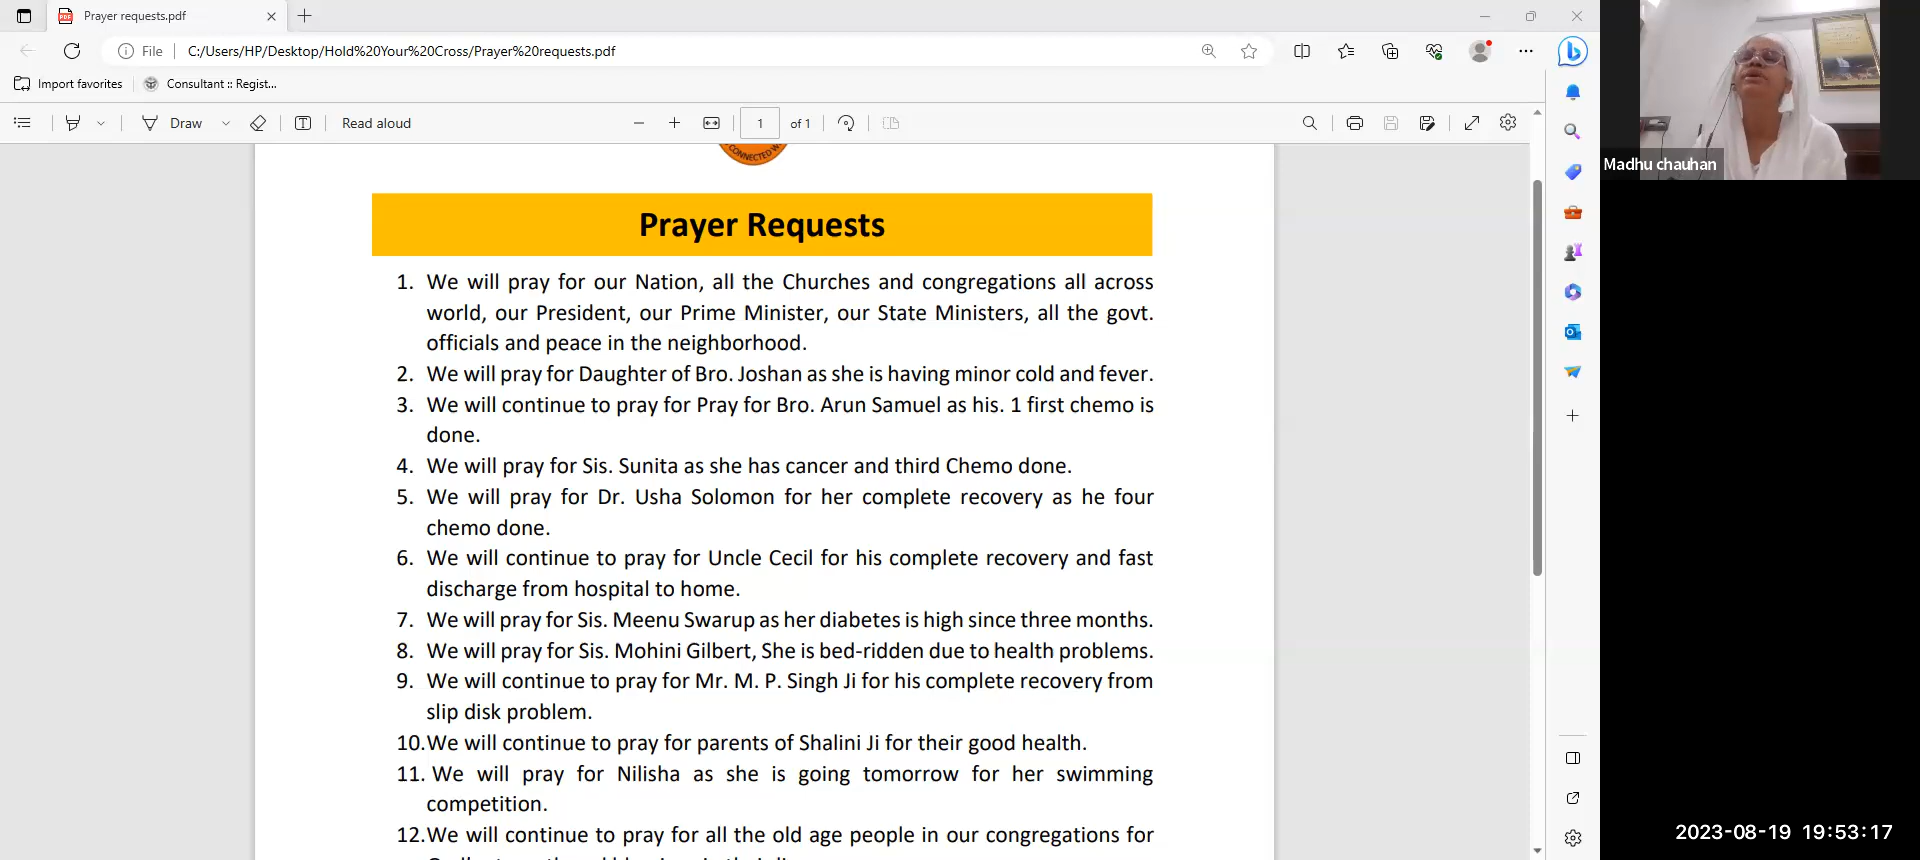 Prayer requests.pdf
File
C:/Users/HP/Desktop/Hold%20Your%20Cross/Prayer%20requests.pdf
Import favorites
Consultant :: Regist...
Draw
Read aloud
1
of 1
CONNECTED W
Madhu chauhan
Prayer Requests
1. We will pray for our Nation, all the Churches and congregations all across
world, our President, our Prime Minister, our State Ministers, all the govt.
officials and peace in the neighborhood.
2. We will pray for Daughter of Bro. Joshan as she is having minor cold and fever.
3. We will continue to pray for Pray for Bro. Arun Samuel as his. 1 first chemo is
done.
4. We will pray for Sis. Sunita as she has cancer and third Chemo done.
5. We will pray for Dr. Usha Solomon for her complete recovery as he four
chemo done.
6. We will continue to pray for Uncle Cecil for his complete recovery and fast
discharge from hospital to home.
7. We will pray for Sis. Meenu Swarup as her diabetes is high since three months.
8. We will pray for Sis. Mohini Gilbert, She is bed-ridden due to health problems.
9. We will continue to pray for Mr. M. P. Singh Ji for his complete recovery from
slip disk problem.
10.We will continue to pray for parents of Shalini Ji for their good health.
11. We will pray for Nilisha as she is going tomorrow for her swimming
competition.
12.We will continue to pray for all the old age people in our congregations for
2023-08-19 19:53:17